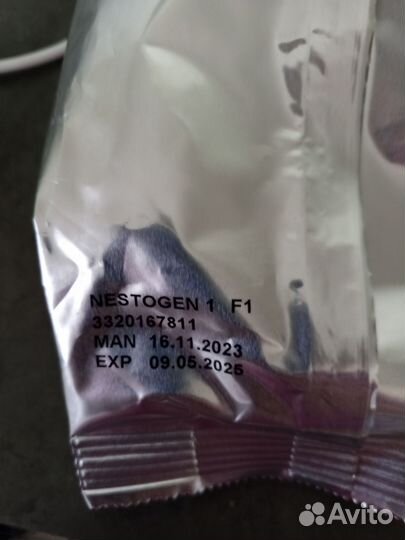 NESTOGEN 1 F1
3320167811
MAN 16.11.2023
EXP 09.05.2025
Avito